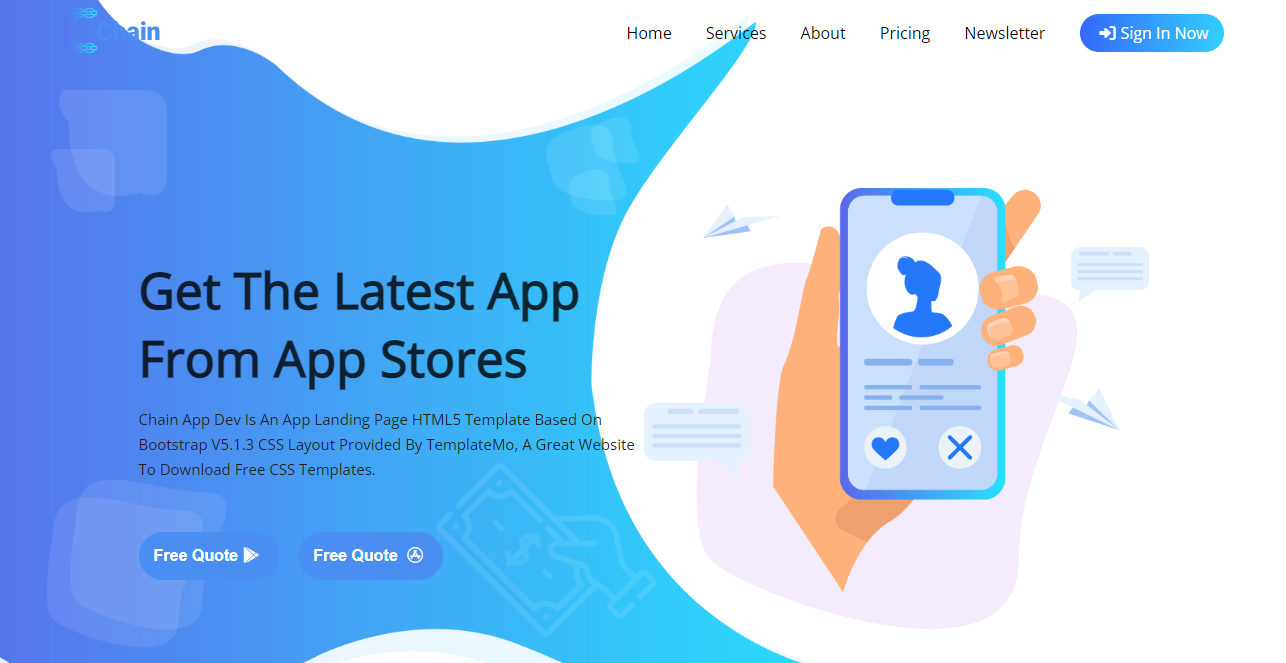 Chain
Home
Services
About
Pricing
Newsletter
Sign In Now
Get The Latest App
From App Stores
Chain App Dev Is An App Landing Page HTML5 Template Based On
Bootstrap V5.1.3 CSS Layout Provided By TemplateMo, A Great Website
To Download Free CSS Templates.
Free Quote
Free Quote